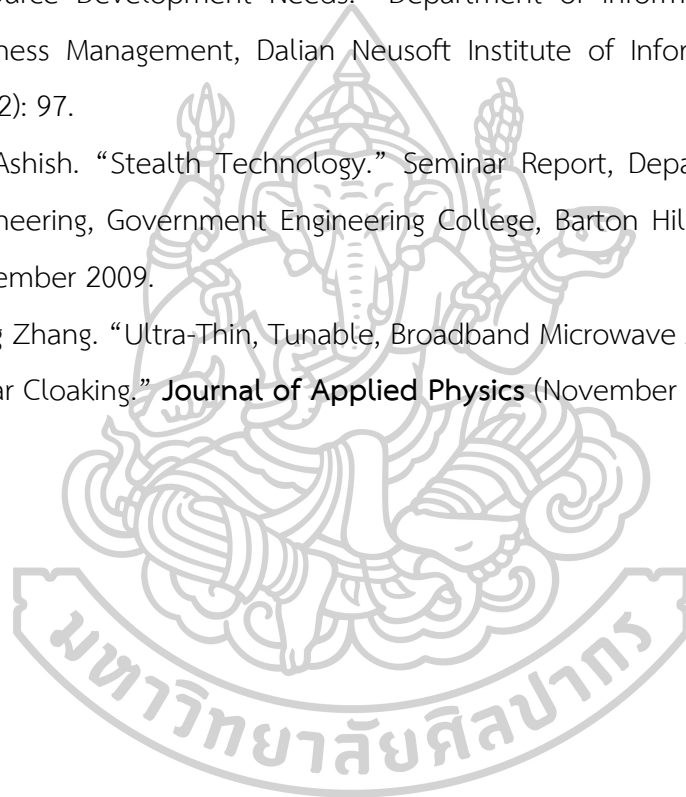 Development Needs.” Department of Inform
ness Management, Dalian Neusoft Institute of Infor
2): 97.
Ashish. “Stealth Technology.” Seminar Report, Depa
neering, Government Engineering College, Barton Hil
ember 2009.
g Zhang. “Ultra-Thin, Tunable, Broadband Microwave
ar Cloaking.” Journal of Applied Physics (November
มหาวิทยาลัยศิลปากร